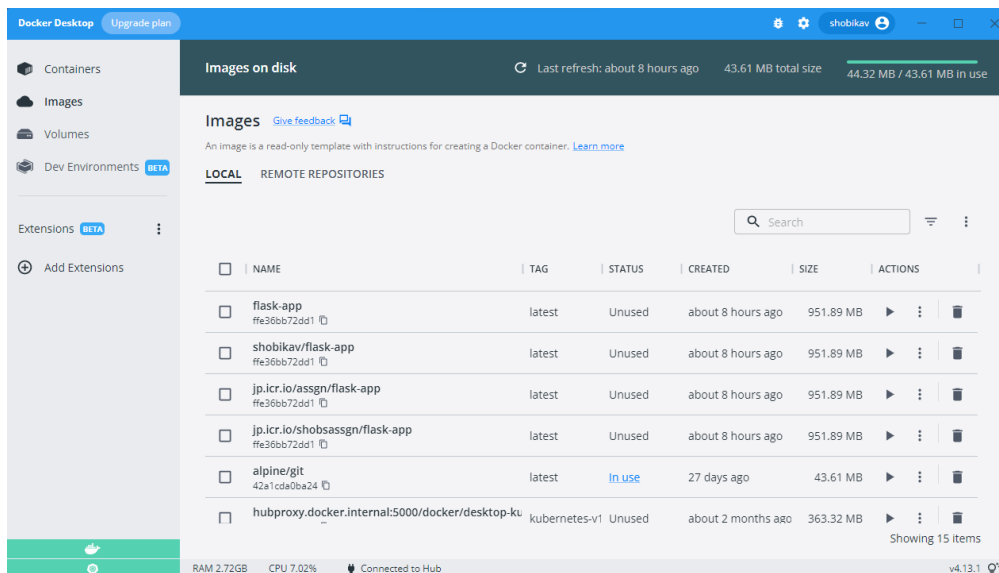 Docker Desktop Upgrade plan shobikav
Containers
Images
Volumes
Dev Environments BETA
Extensions BETA
Add Extensions
Images on disk Last refresh: about 8 hours ago 43.61 MB total size 44.32 MB / 43.61 MB in use
Images Give feedback
An image is a read-only template with instructions for creating a Docker container. Learn more
LOCAL REMOTE REPOSITORIES
Search
NAME TAG STATUS CREATED SIZE ACTIONS
flask-app latest Unused about 8 hours ago 951.89 MB
ffe36bb72dd1
shobikav/flask-app latest Unused about 8 hours ago 951.89 MB
ffe36bb72dd1
jp.icr.io/assgn/flask-app latest Unused about 8 hours ago 951.89 MB
ffe36bb72dd1
jp.icr.io/shobsassgn/flask-app latest Unused about 8 hours ago 951.89 MB
ffe36bb72dd1
alpine/git latest In use 27 days ago 43.61 MB
42a1cda0ba24
hubproxy.docker.internal:5000/docker/desktop-ku kubernetes-v1 Unused about 2 months ago 363.32 MB
Showing 15 items
RAM 2.72GB CPU 7.02% Connected to Hub v4.13.1